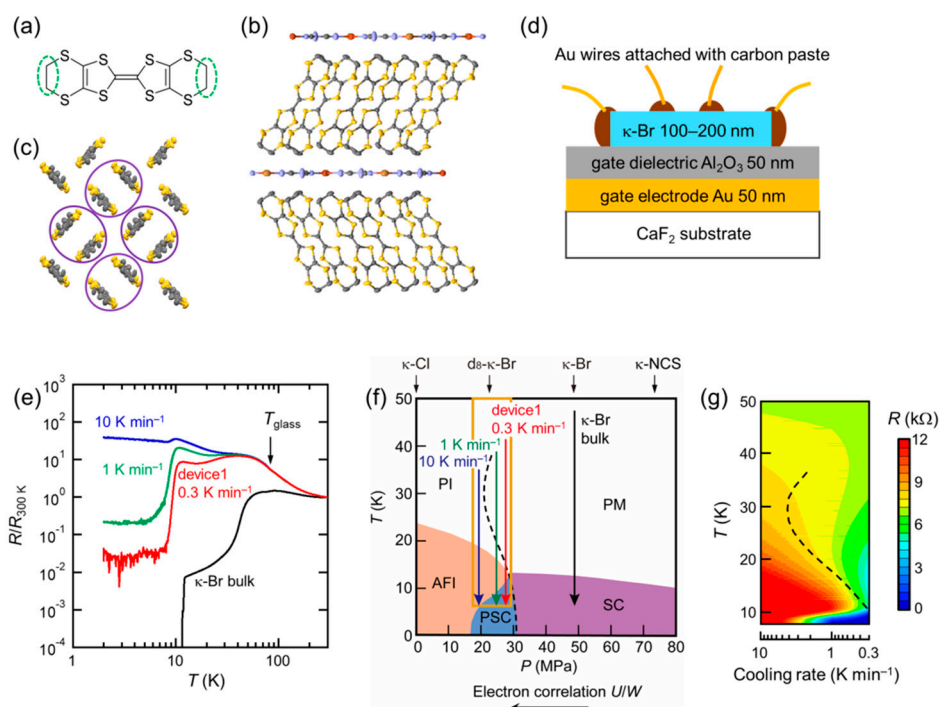 (a)
S
S
S
S
S
S
S
S
(b)
(c)
(d)
Au wires attached with carbon paste
κ-Br 100–200 nm
gate dielectric Al₂O₃ 50 nm
gate electrode Au 50 nm
CaF₂ substrate
(e)
R/R₃₀₀ K
10³
10²
10¹
10⁰
10⁻¹
10⁻²
10⁻³
10⁻⁴
10 K min⁻¹
1 K min⁻¹
device1
0.3 K min⁻¹
Tglass
κ-Br bulk
1
10
100
T (K)
(f)
κ-Cl
d₈-κ-Br
κ-Br
κ-NCS
T (K)
50
40
30
20
10
0
device1
0.3 K min⁻¹
1 K min⁻¹
10 K min⁻¹
κ-Br
bulk
PI
PM
AFI
PSC
SC
0
20
40
60
80
P (MPa)
Electron correlation U/W
(g)
T (K)
50
40
30
20
10
10
1
0.3
Cooling rate (K min⁻¹)
R (kΩ)
12
10
8
6
4
2
0